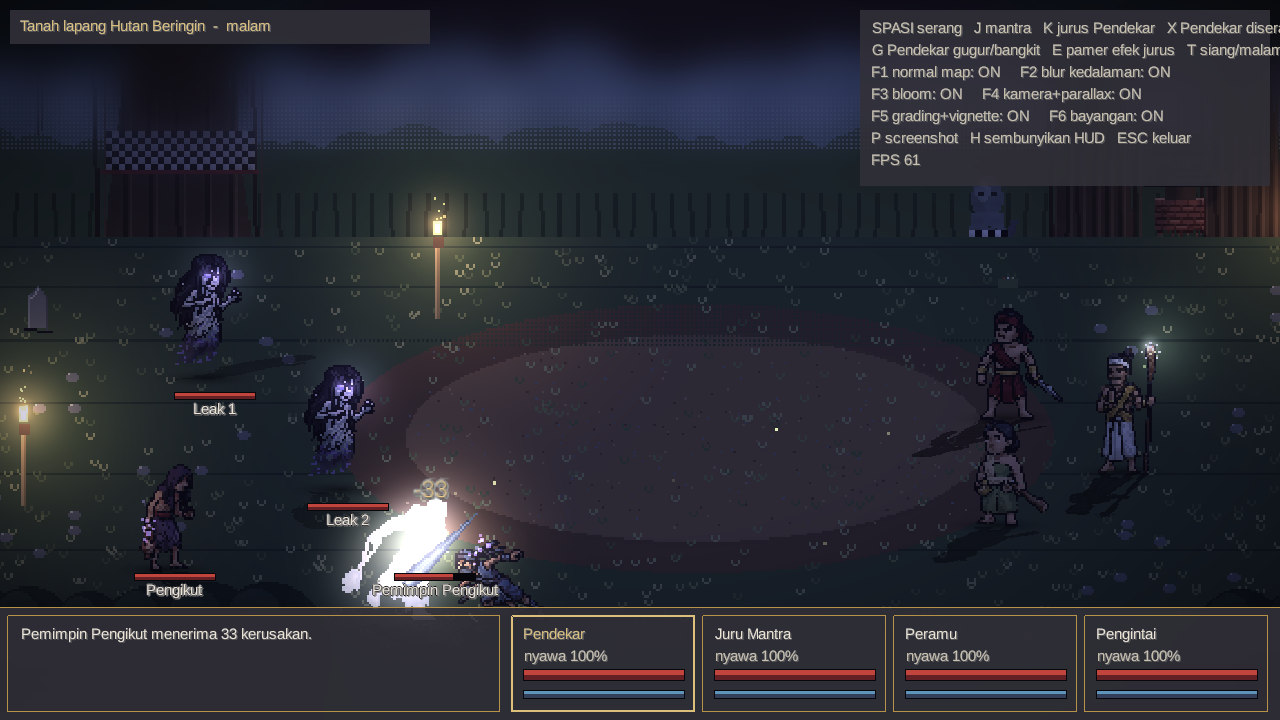 Tanah lapang Hutan Beringin - malam
SPASI serang J mantra K jurus Pendekar X Pendekar disera
G Pendekar gugur/bangkit E pamer efek jurus T siang/malam
F1 normal map: ON F2 blur kedalaman: ON
F3 bloom: ON F4 kamera+parallax: ON
F5 grading+vignette: ON F6 bayangan: ON
P screenshot H sembunyikan HUD ESC keluar
FPS 61
Leak 1
-33
Leak 2
Pengikut
Pemimpin Pengikut
Pemimpin Pengikut menerima 33 kerusakan.
Pendekar
nyawa 100%
Juru Mantra
nyawa 100%
Peramu
nyawa 100%
Pengintai
nyawa 100%